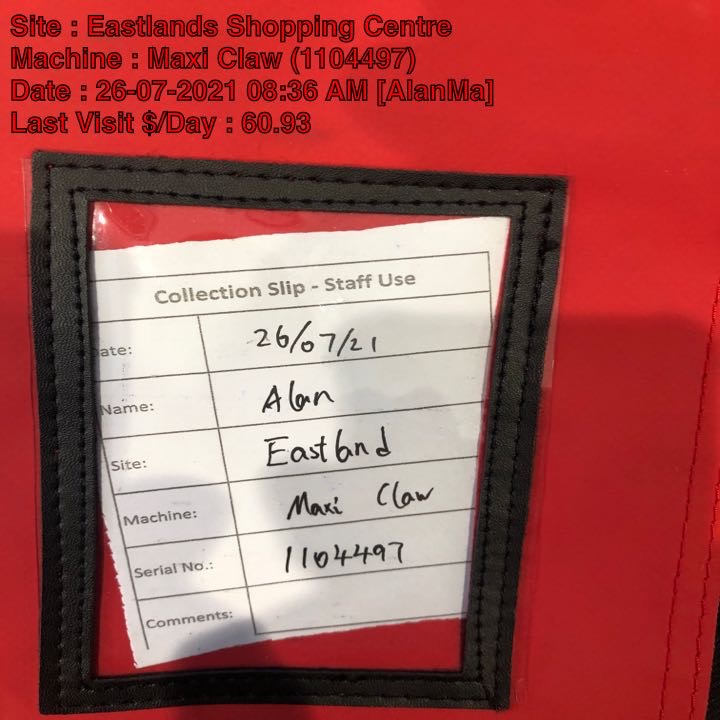 Site : Eastlands Shopping Centre
Machine : Maxi Claw (1104497)
Date : 26-07-2021 08:36 AM [AlanMa]
Last Visit $/Day : 60.93
Collection Slip - Staff Use
ate: 26/07/21
Name: Alan
Site: Eastland
Machine: Maxi Claw
Serial No.: 1104497
Comments: